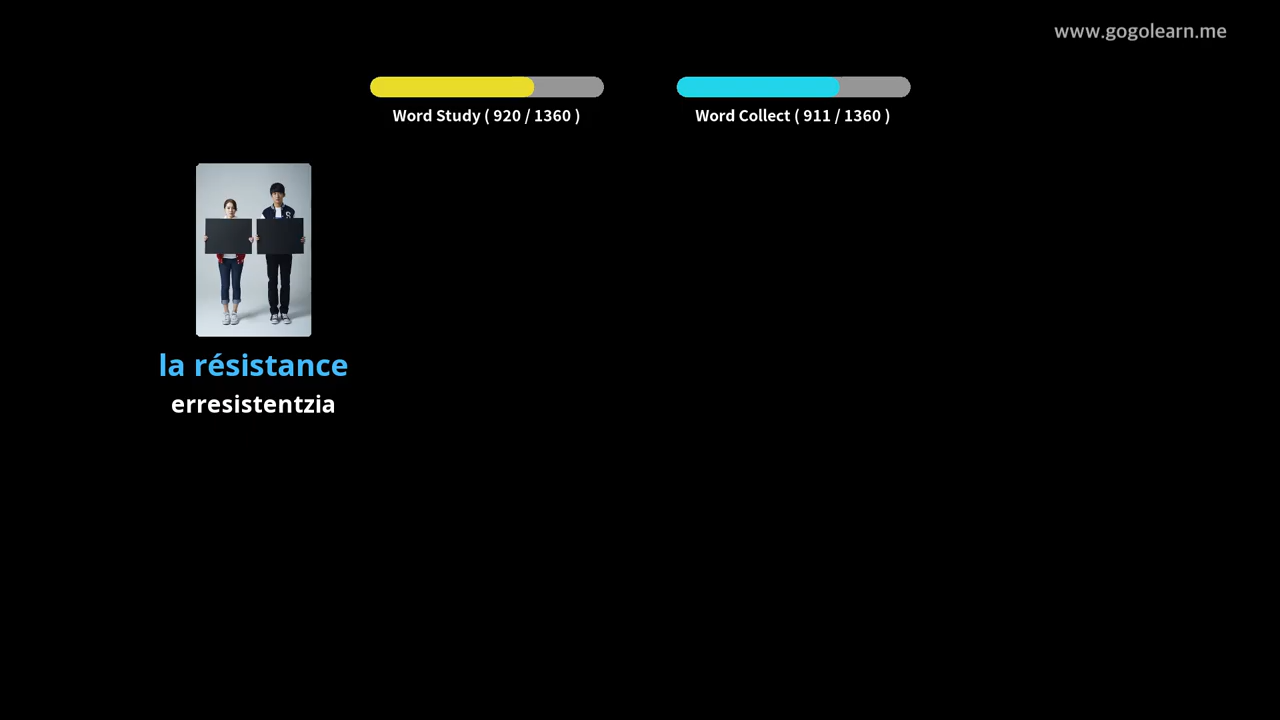 www.gogolearn.me
Word Study ( 920 / 1360 )
Word Collect ( 911 / 1360 )
la résistance
erresistentzia